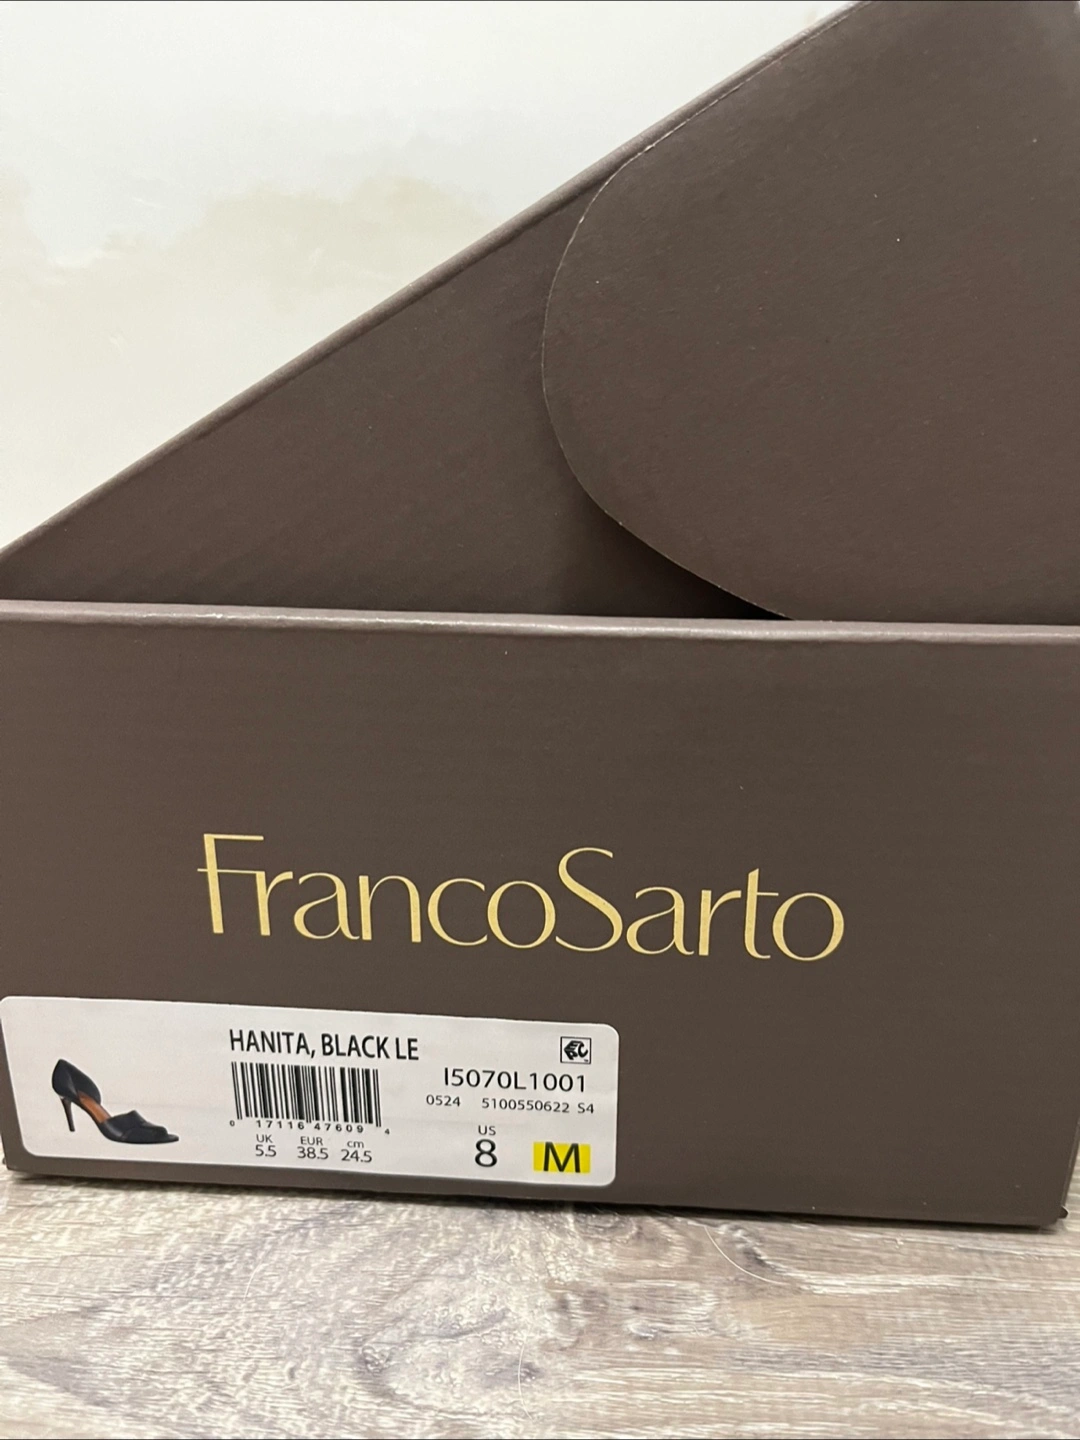 FrancoSarto
HANITA, BLACK LE
I5070L1001
0524 5100550622 S4
0 17116 47609 4
UK EUR cm
5.5 38.5 24.5
US
8 M